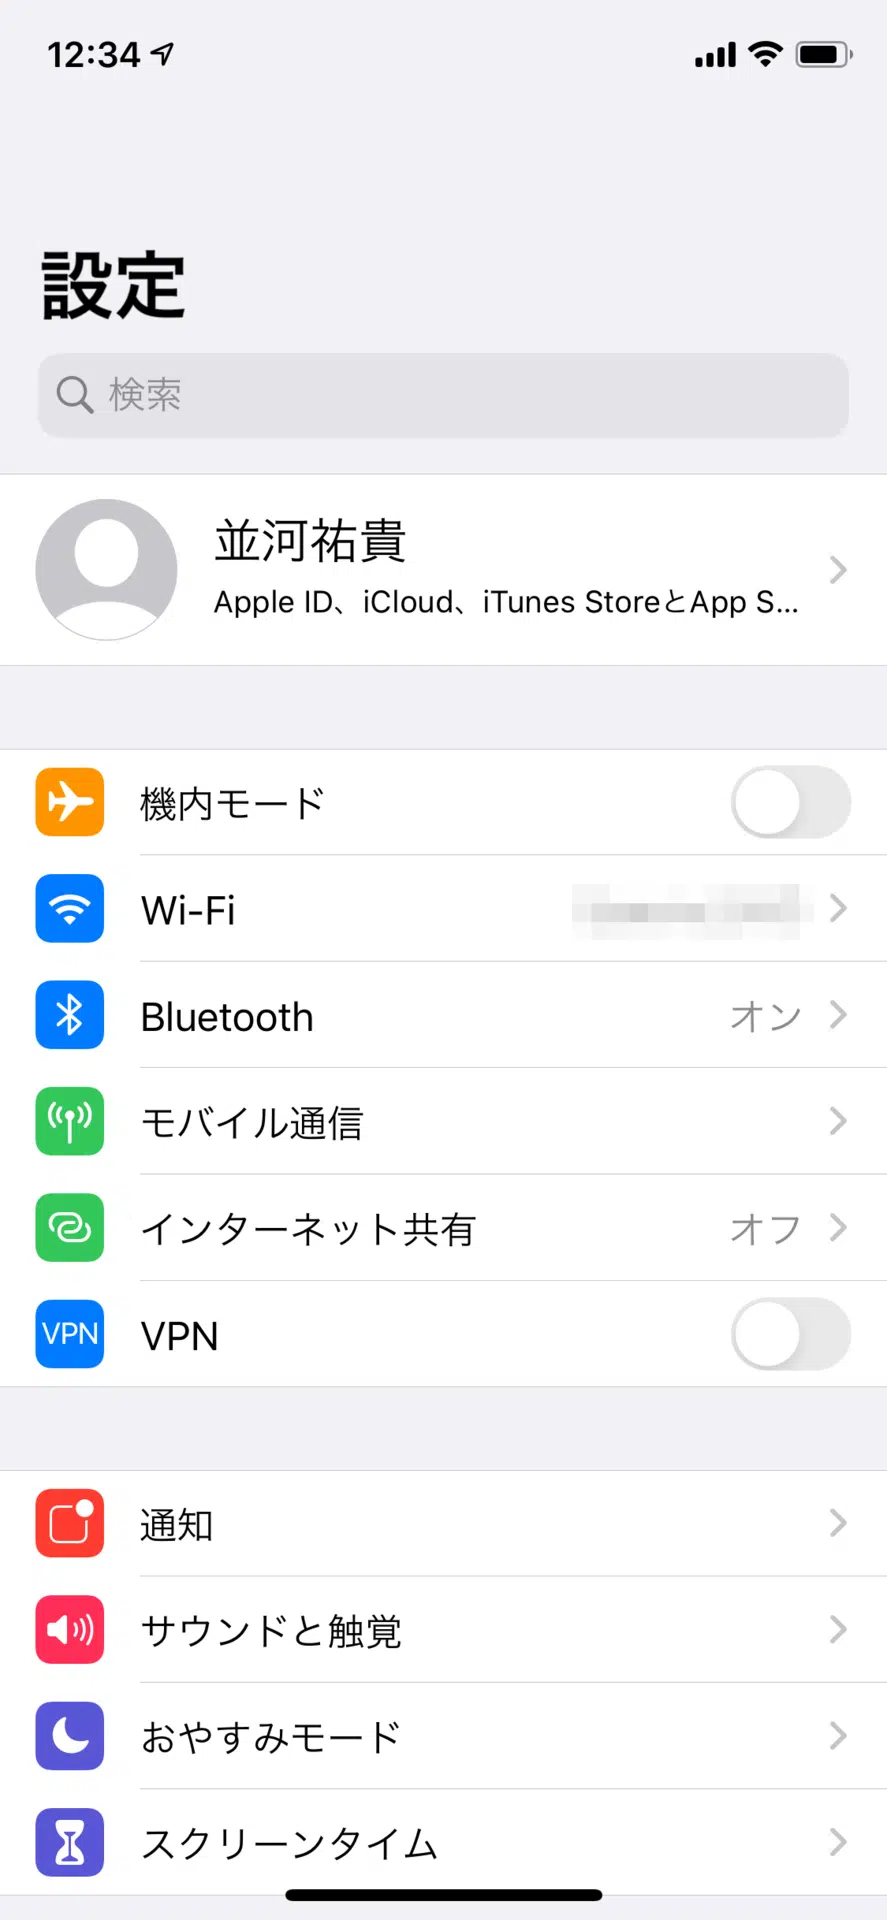 12:34
設定
検索
並河祐貴
Apple ID、iCloud、iTunes StoreとApp S...
機内モード
Wi-Fi
Bluetooth オン
モバイル通信
インターネット共有 オフ
VPN VPN
通知
サウンドと触覚
おやすみモード
スクリーンタイム